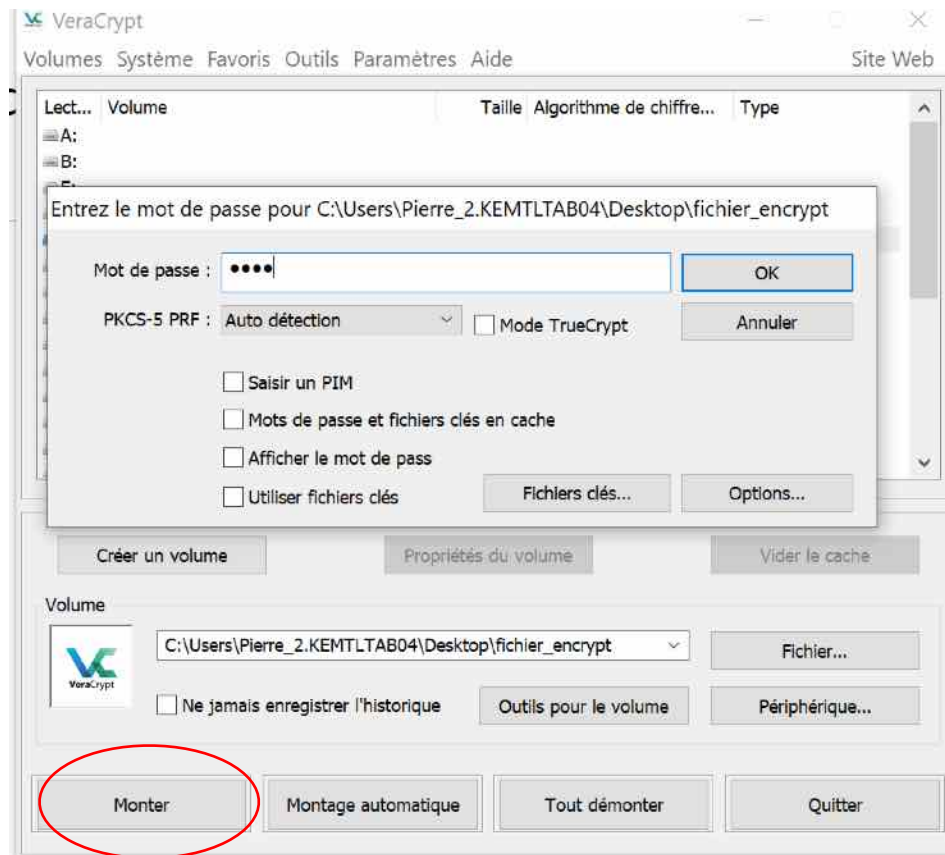 VeraCrypt
Volumes Système Favoris Outils Paramètres Aide Site Web
Lect... Volume Taille Algorithme de chiffre... Type
A:
B:
Entrez le mot de passe pour C:\Users\Pierre_2.KEMTLTAB04\Desktop\fichier_encrypt
Mot de passe : ●●●● OK
PKCS-5 PRF : Auto détection Mode TrueCrypt Annuler
Saisir un PIM
Mots de passe et fichiers clés en cache
Afficher le mot de pass
Utiliser fichiers clés Fichiers clés... Options...
Créer un volume Propriétés du volume Vider le cache
Volume
VeraCrypt
C:\Users\Pierre_2.KEMTLTAB04\Desktop\fichier_encrypt Fichier...
Ne jamais enregistrer l'historique Outils pour le volume Périphérique...
Monter Montage automatique Tout démonter Quitter